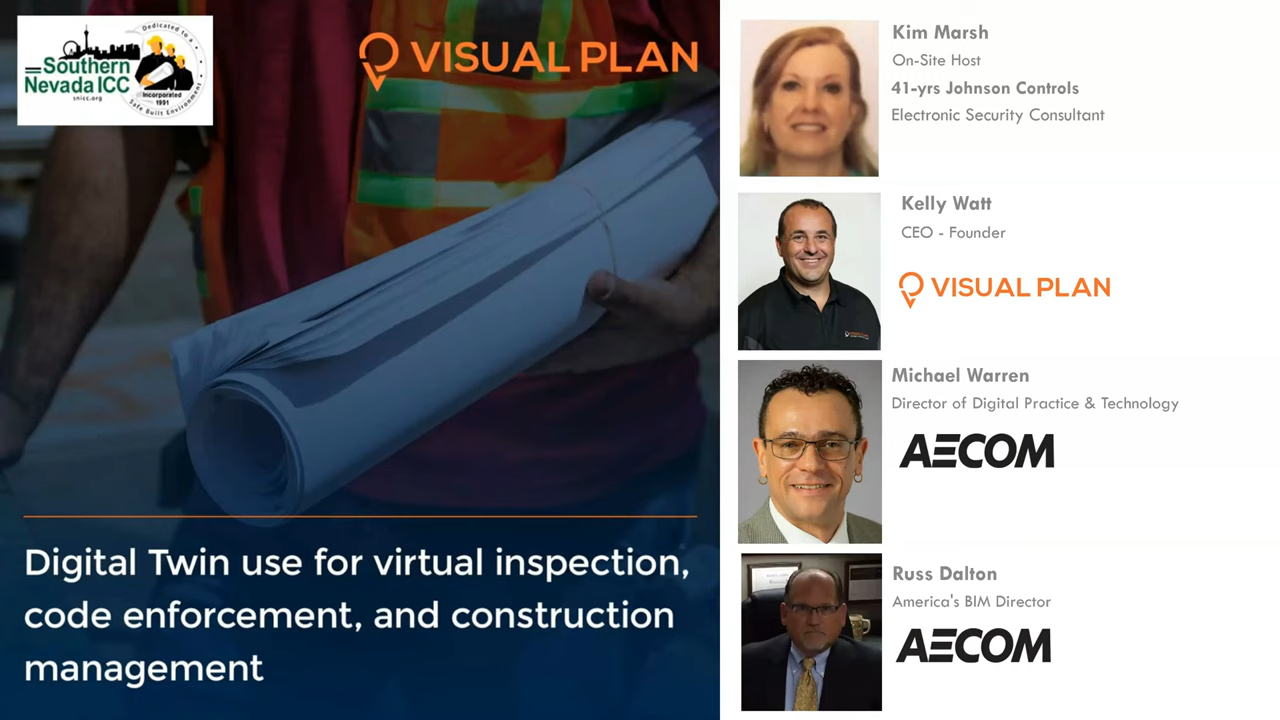 Dedicated to a
Southern
Nevada ICC
snicc.org
Incorporated
1991
Safe Built Environment
VISUAL PLAN
Digital Twin use for virtual inspection,
code enforcement, and construction
management
Kim Marsh
On-Site Host
41-yrs Johnson Controls
Electronic Security Consultant
Kelly Watt
CEO - Founder
VISUAL PLAN
Michael Warren
Director of Digital Practice & Technology
AECOM
Russ Dalton
America's BIM Director
AECOM